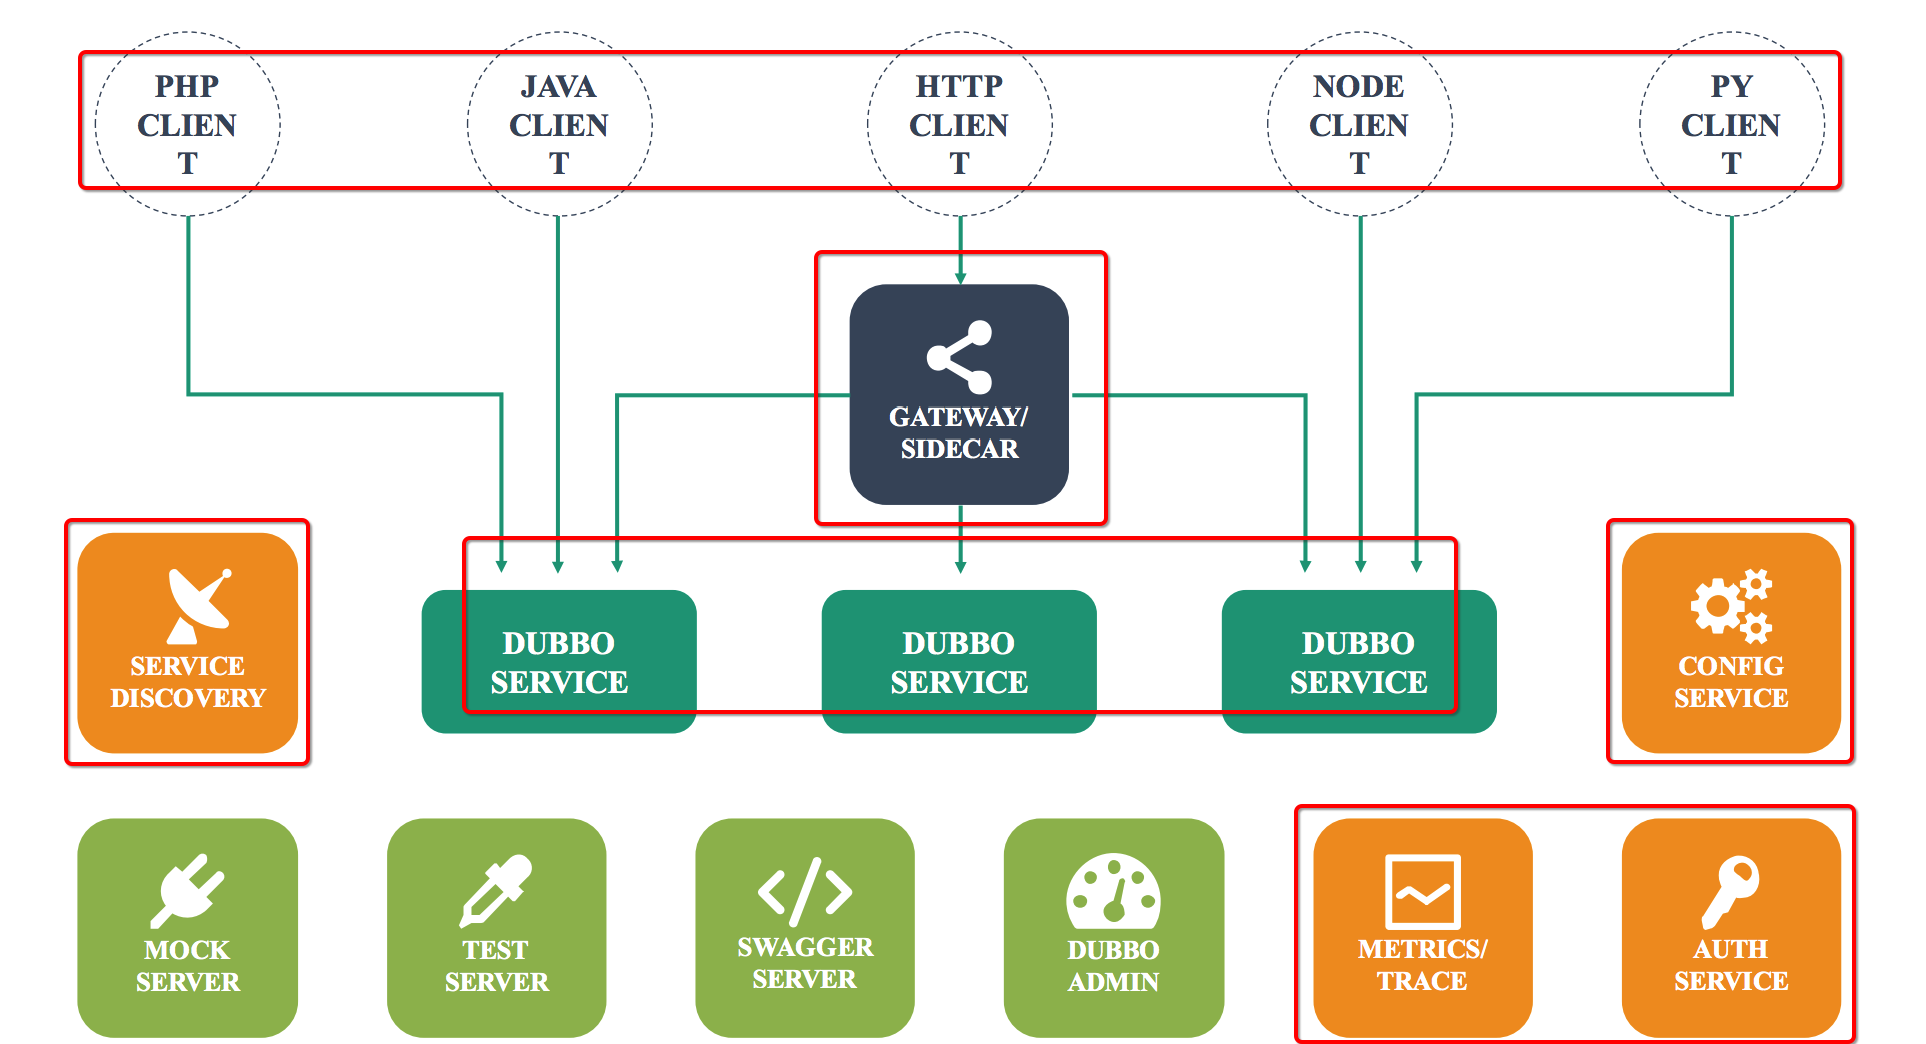 PHP
CLIEN
T
JAVA
CLIEN
T
HTTP
CLIEN
T
NODE
CLIEN
T
PY
CLIEN
T
GATEWAY/
SIDECAR
SERVICE
DISCOVERY
DUBBO
SERVICE
DUBBO
SERVICE
DUBBO
SERVICE
CONFIG
SERVICE
MOCK
SERVER
TEST
SERVER
SWAGGER
SERVER
DUBBO
ADMIN
METRICS/
TRACE
AUTH
SERVICE